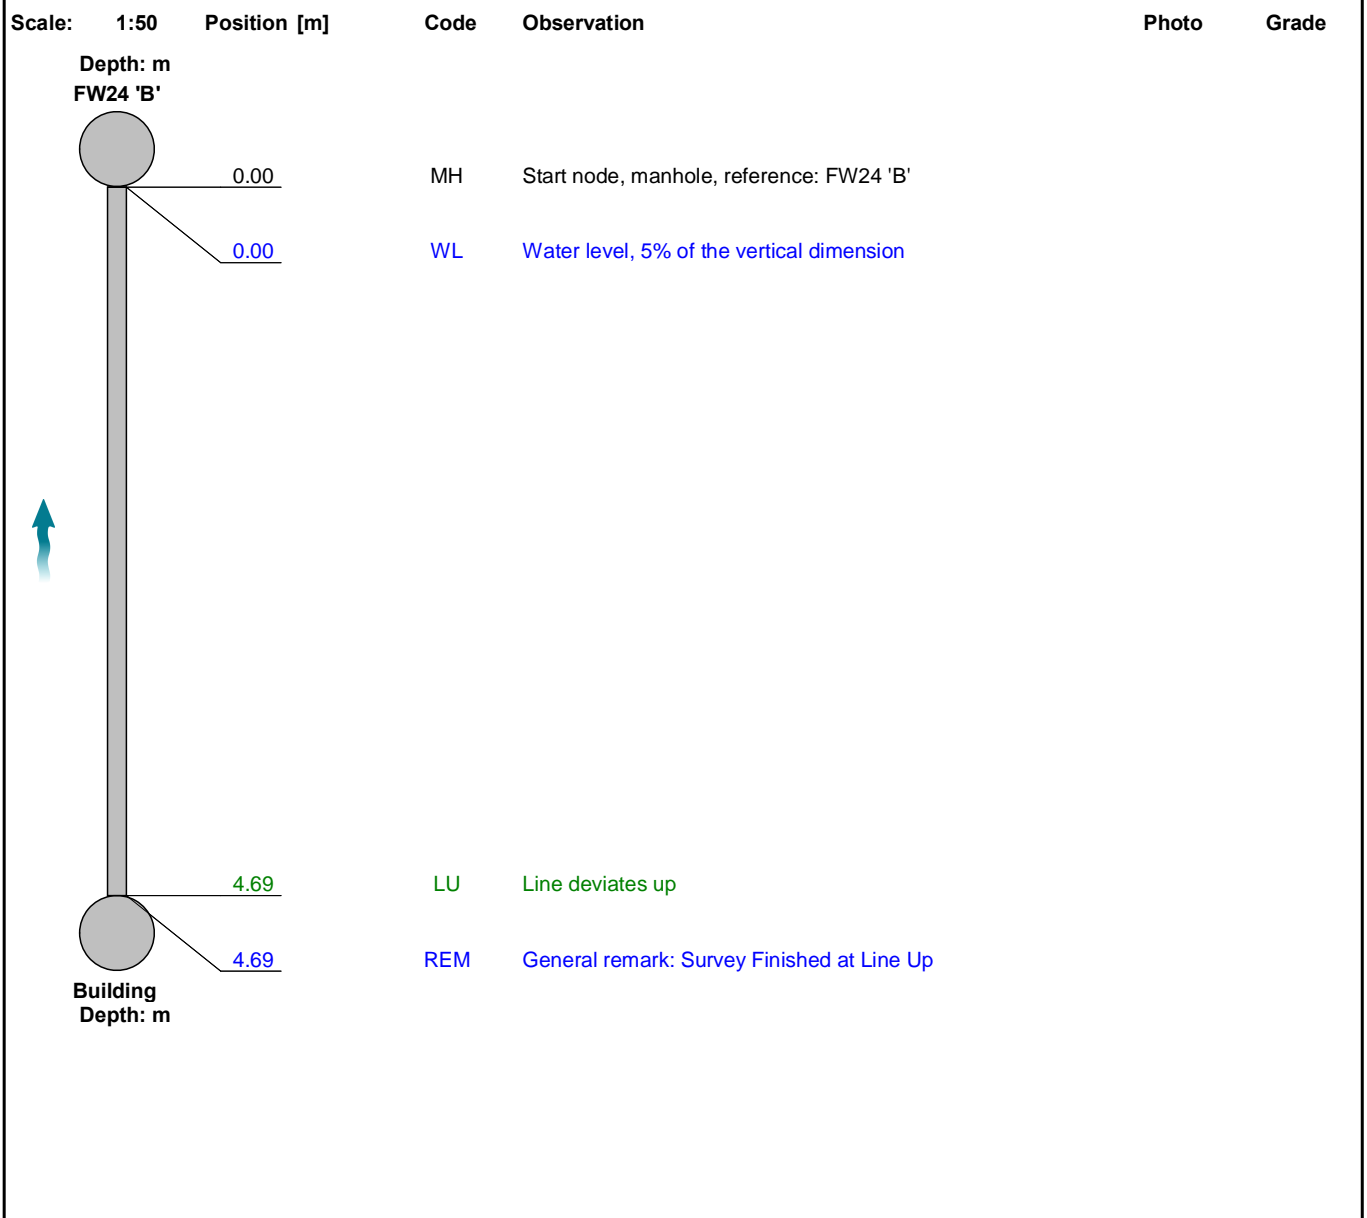 Scale: 1:50 Position [m] Code Observation Photo Grade
Depth: m
FW24 'B'
0.00 MH Start node, manhole, reference: FW24 'B'
0.00 WL Water level, 5% of the vertical dimension
4.69 LU Line deviates up
4.69 REM General remark: Survey Finished at Line Up
Building
Depth: m